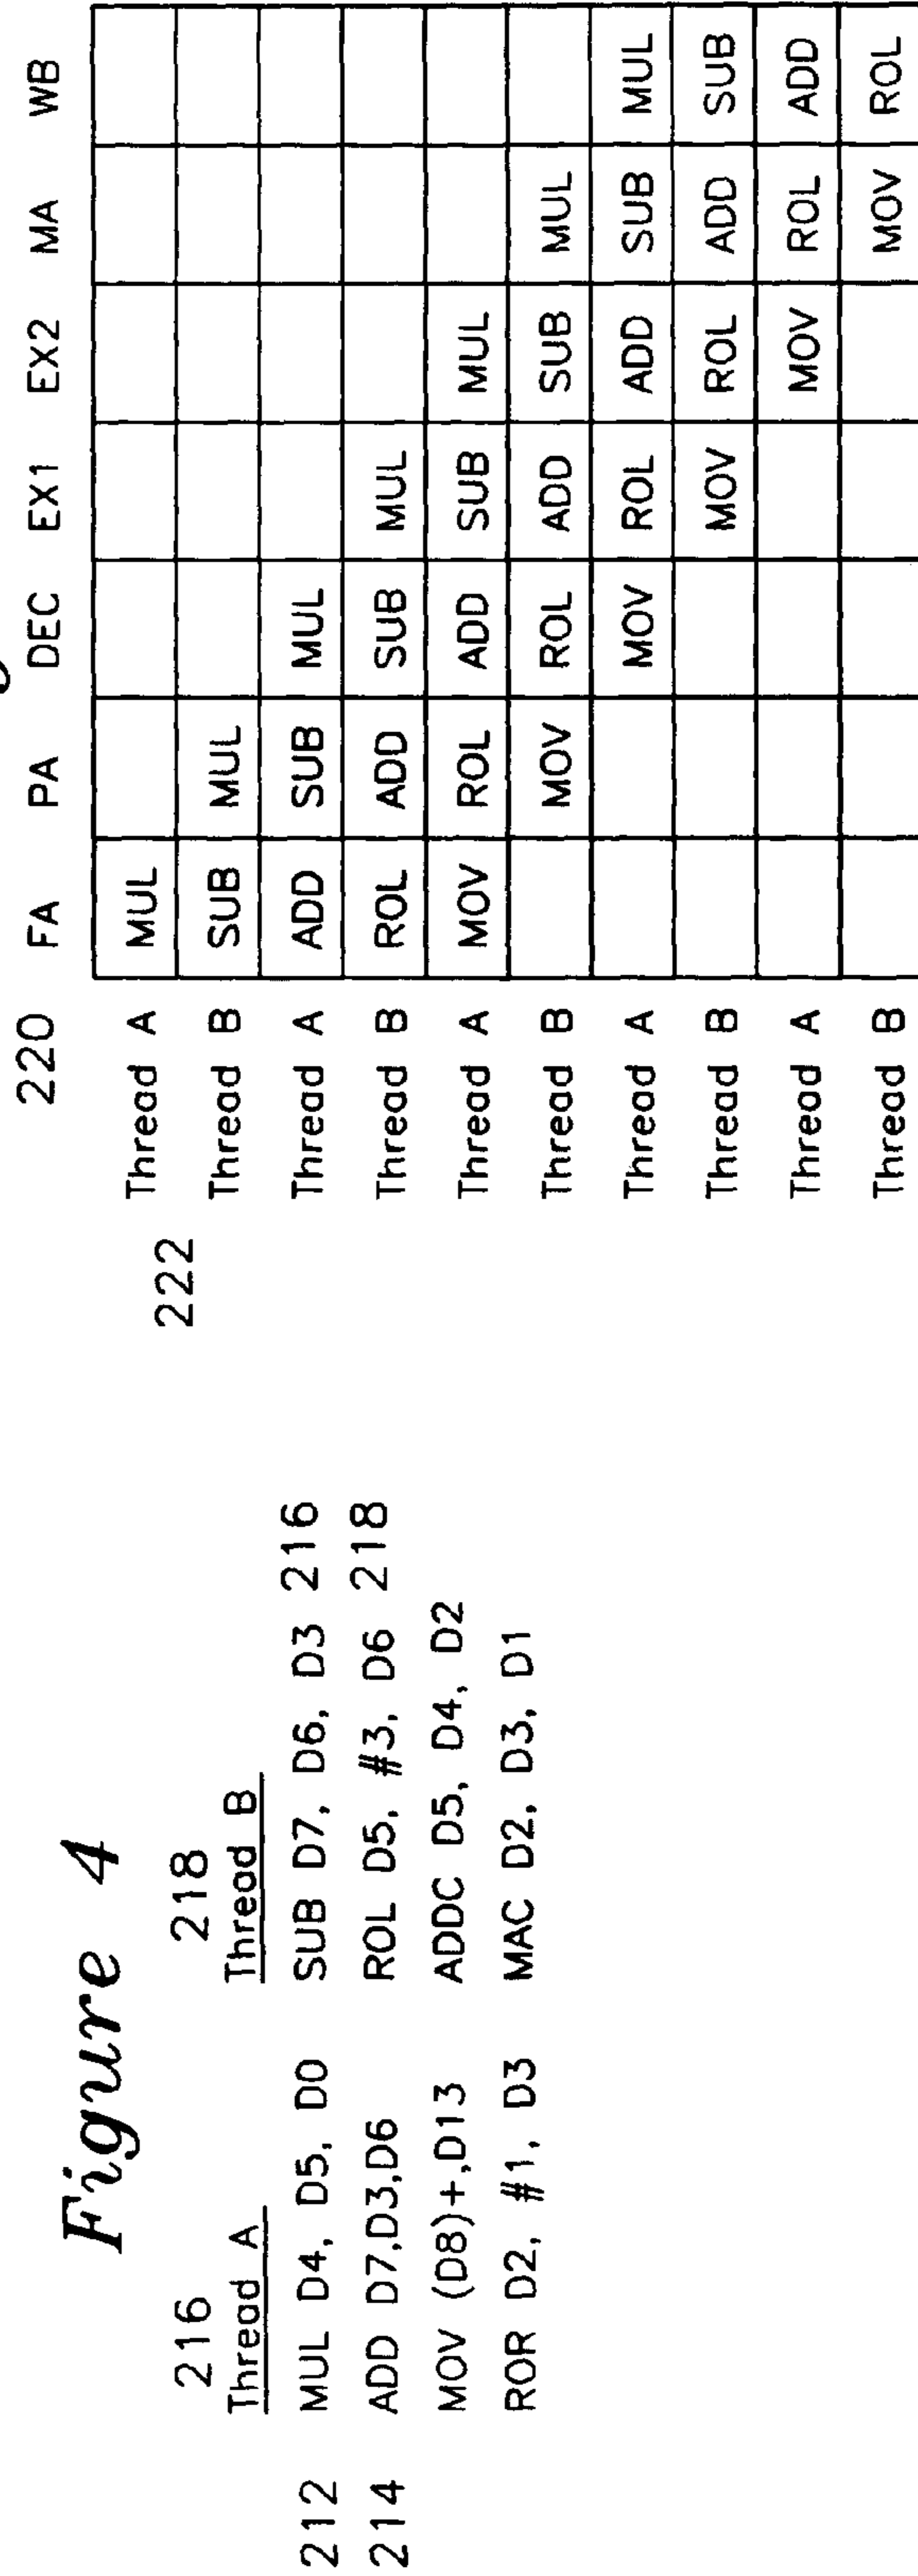 Figure 4
216 218
Thread A Thread B
212 MUL D4, D5, D0 SUB D7, D6, D3 216
214 ADD D7,D3,D6 ROL D5, #3, D6 218
MOV (D8)+,D13 ADDC D5, D4, D2
ROR D2, #1, D3 MAC D2, D3, D1
220 FA PA DEC EX1 EX2 MA WB
222
Thread A MUL
Thread B SUB MUL
Thread A ADD SUB MUL
Thread B ROL ADD SUB MUL
Thread A MOV ROL ADD SUB MUL
Thread B MOV ROL ADD SUB MUL
Thread A MOV ROL ADD SUB MUL
Thread B MOV ROL ADD SUB
Thread A MOV ROL ADD
Thread B MOV ROL